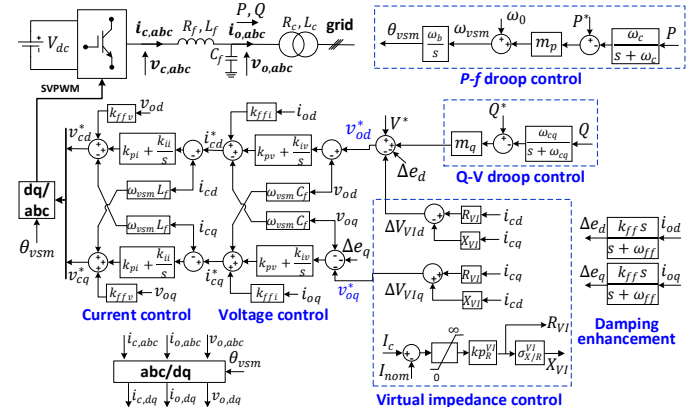 V_dc
R_f, L_f
i_c,abc
P, Q
i_o,abc
R_c, L_c
grid
C_f
v_c,abc
v_o,abc
SVPWM
θ_vsm
ω_b
s
ω_vsm
ω_0
m_p
P*
ω_c
s + ω_c
P
P-f droop control
k_ffv
v_od
k_ffi
i_od
V*
Q*
v*_cd
k_pi + k_ii/s
i*_cd
k_pv + k_iv/s
v*_od
m_q
ω_cq
s + ω_cq
Q
Q-V droop control
Δe_d
dq/
abc
ω_vsm L_f
i_cd
ω_vsm C_f
v_od
ω_vsm L_f
i_cq
ω_vsm C_f
v_oq
θ_vsm
Δe_q
v*_cq
k_pi + k_ii/s
i*_cq
k_pv + k_iv/s
v*_oq
k_ffv
v_oq
k_ffi
i_oq
Current control
Voltage control
ΔV_VId
R_VI
i_cd
X_VI
i_cq
ΔV_VIq
R_VI
i_cq
X_VI
i_cd
∞
R_VI
I_c
kp_R^VI
σ_X/R^VI
I_nom
0
X_VI
Virtual impedance control
Δe_d
k_ff s
s + ω_ff
i_od
Δe_q
k_ff s
s + ω_ff
i_oq
Damping
enhancement
i_c,abc
i_o,abc
v_o,abc
abc/dq
θ_vsm
i_c,dq
i_o,dq
v_o,dq